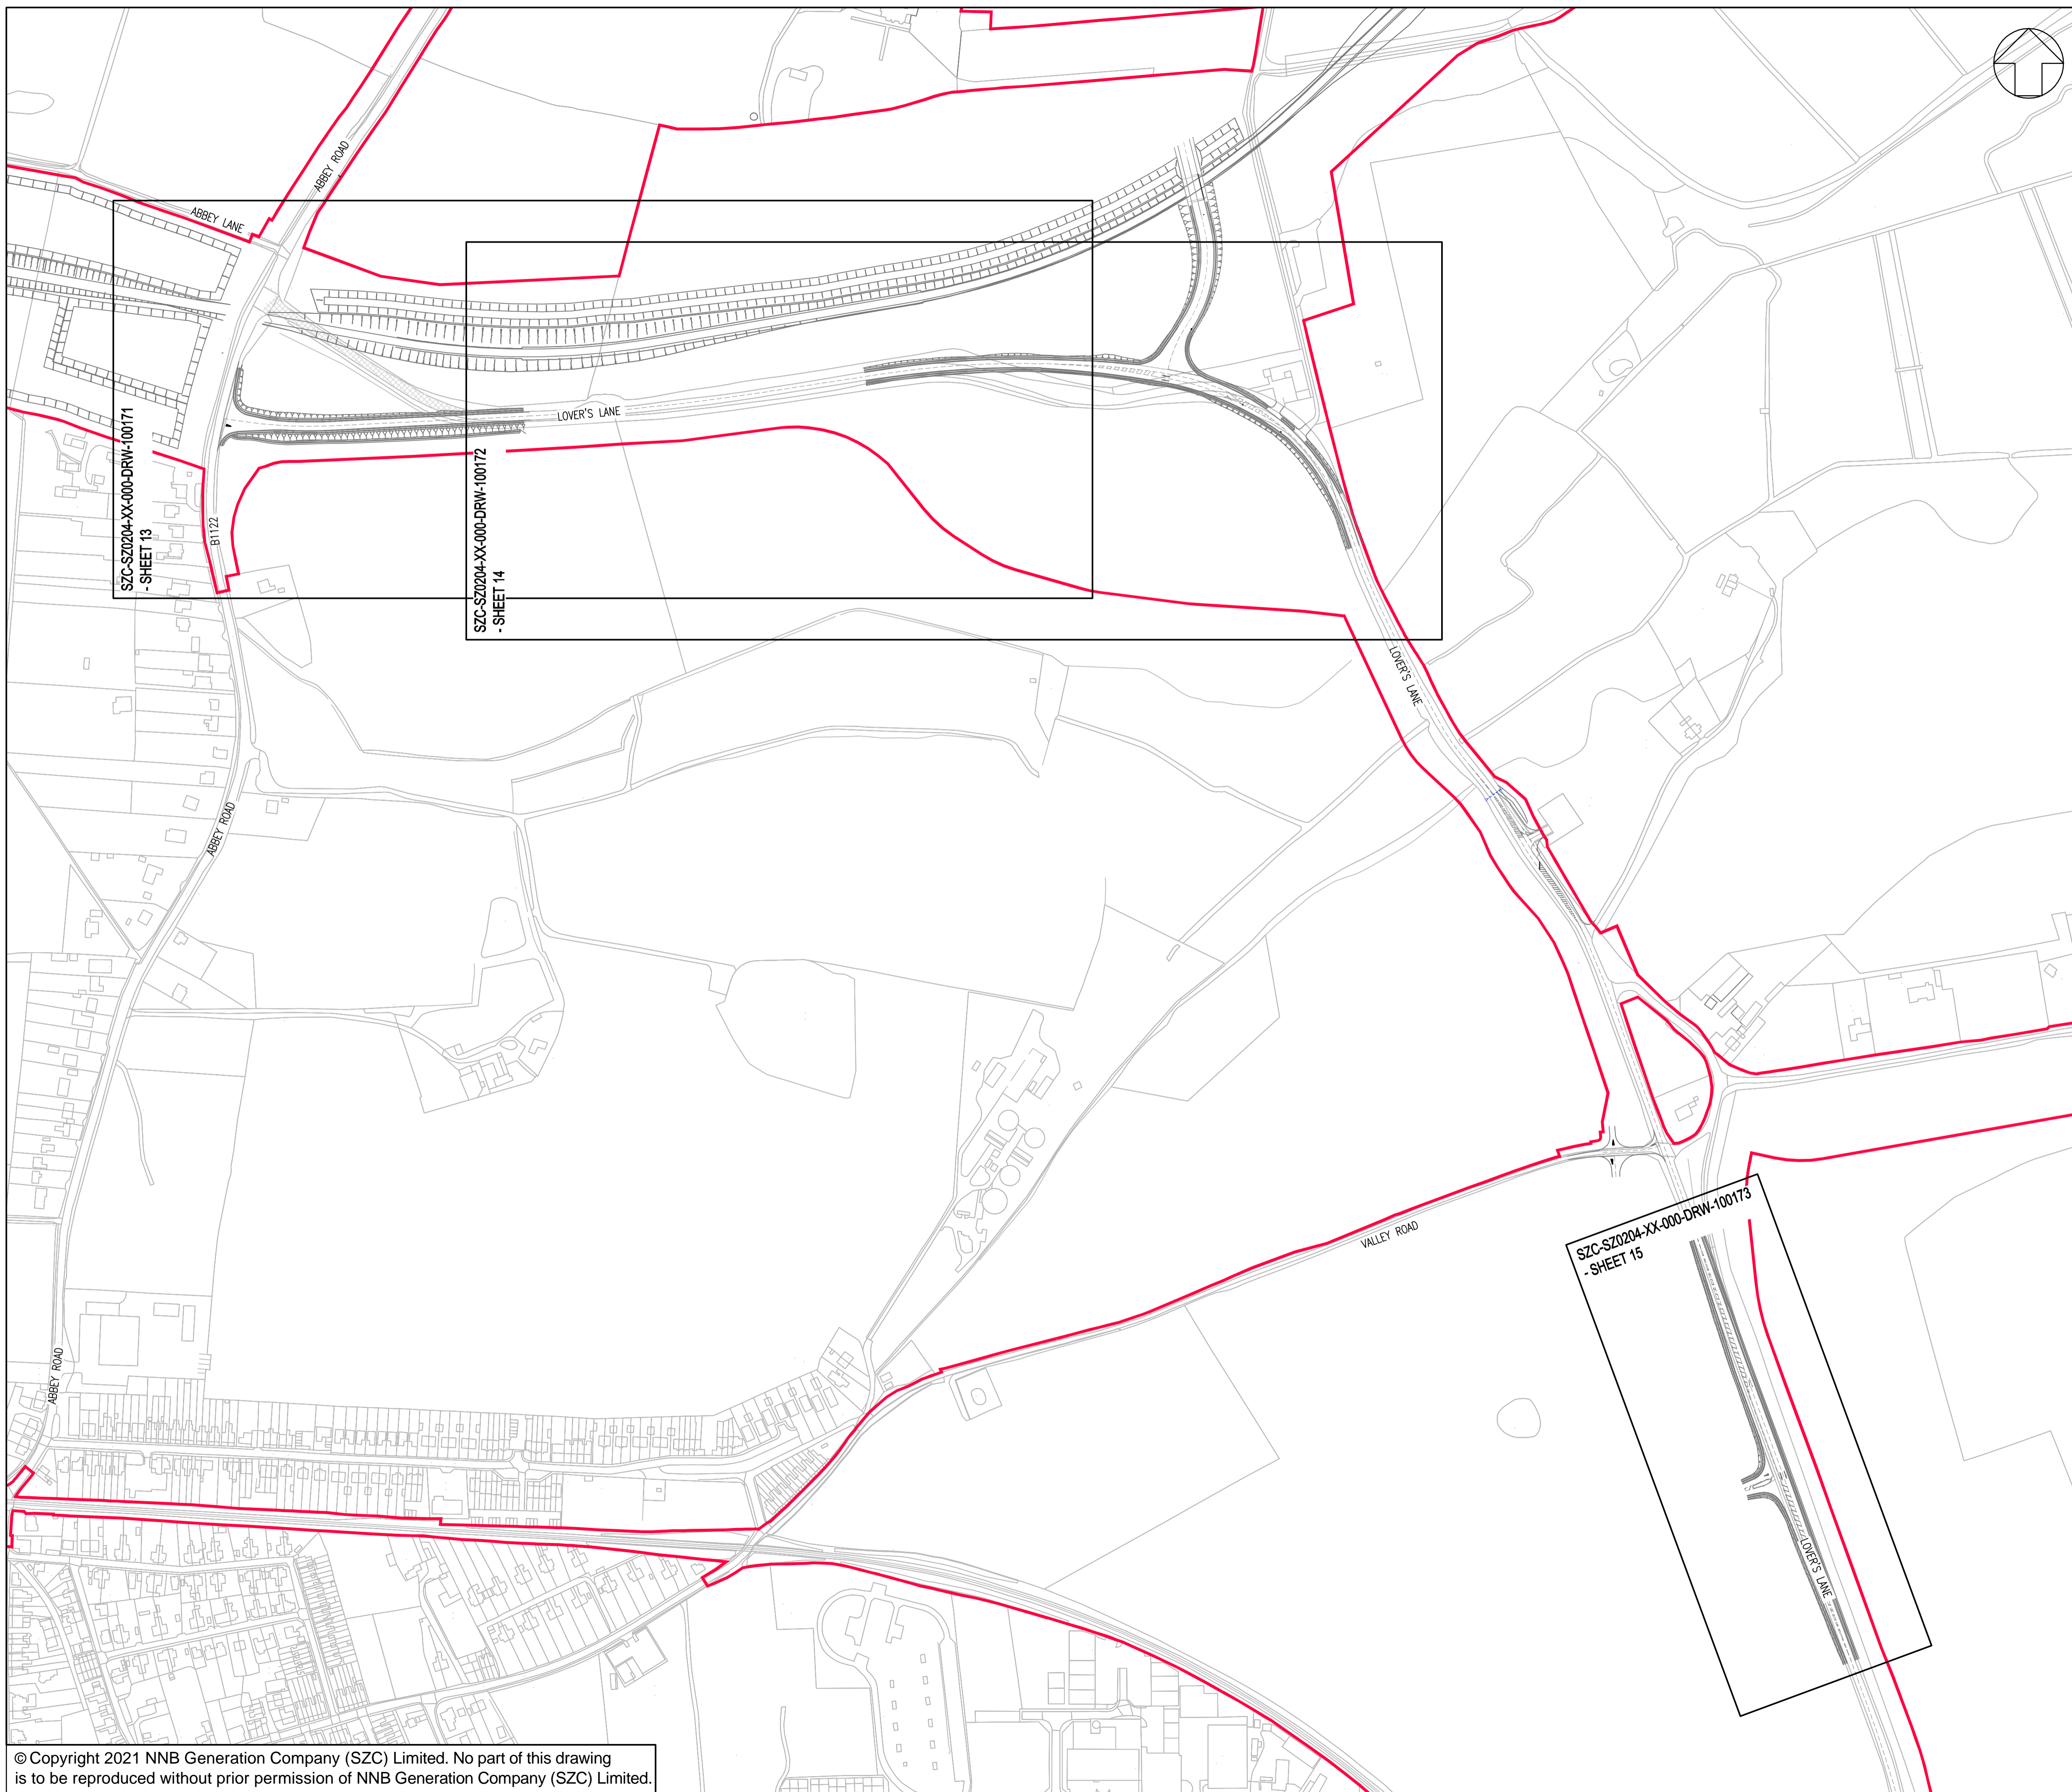 ABBEY ROAD
ABBEY LANE
SZC-SZ0204-XX-000-DRW-100171
- SHEET 13
LOVER'S LANE
SZC-SZ0204-XX-000-DRW-100172
- SHEET 14
B1122
LOVER'S LANE
ABBEY ROAD
SZC-SZ0204-XX-000-DRW-100173
- SHEET 15
VALLEY ROAD
ABBEY ROAD
LOVER'S LANE
© Copyright 2021 NNB Generation Company (SZC) Limited. No part of this drawing
is to be reproduced without prior permission of NNB Generation Company (SZC) Limited.